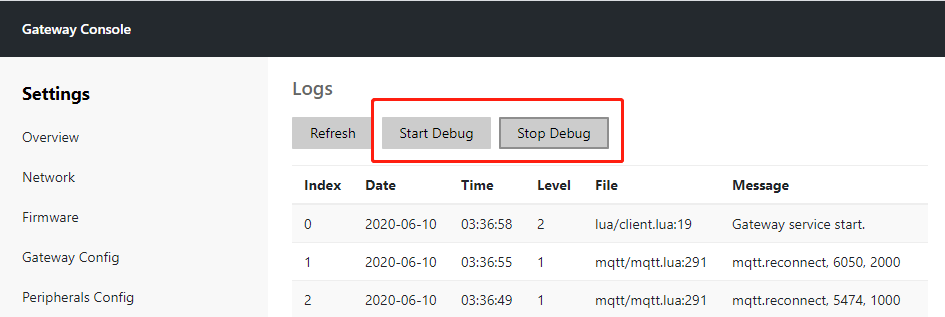 Gateway Console
Settings
Overview
Network
Firmware
Gateway Config
Peripherals Config
Logs
Refresh Start Debug Stop Debug
Index Date Time Level File Message
0 2020-06-10 03:36:58 2 lua/client.lua:19 Gateway service start.
1 2020-06-10 03:36:55 1 mqtt/mqtt.lua:291 mqtt.reconnect, 6050, 2000
2 2020-06-10 03:36:49 1 mqtt/mqtt.lua:291 mqtt.reconnect, 5474, 1000